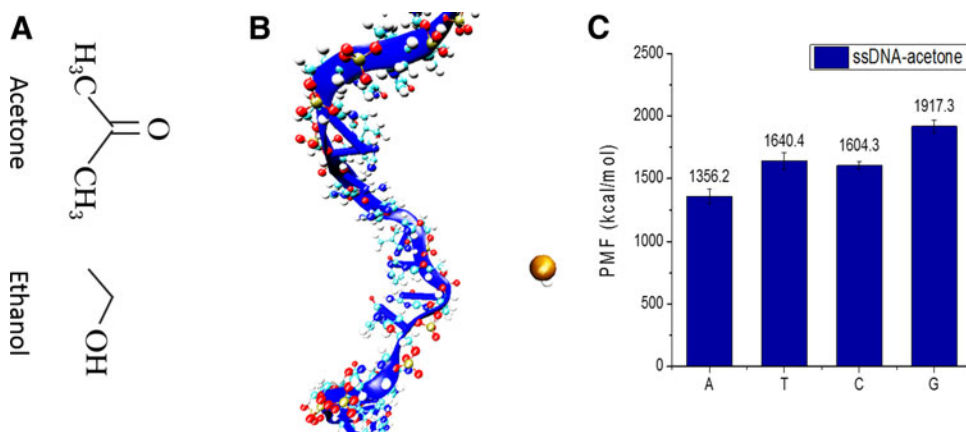 A
Acetone
H₃C
O
CH₃
Ethanol
OH
B
C
ssDNA-acetone
PMF (kcal/mol)
2500
2000
1500
1000
500
0
1356.2
1640.4
1604.3
1917.3
A T C G